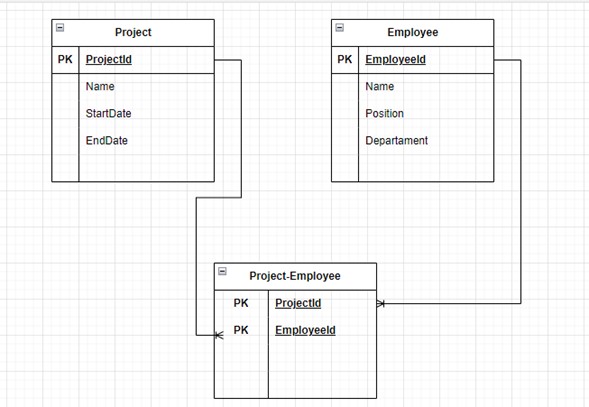 Project
PK ProjectId
Name
StartDate
EndDate
Employee
PK EmployeeId
Name
Position
Departament
Project-Employee
PK ProjectId
PK EmployeeId